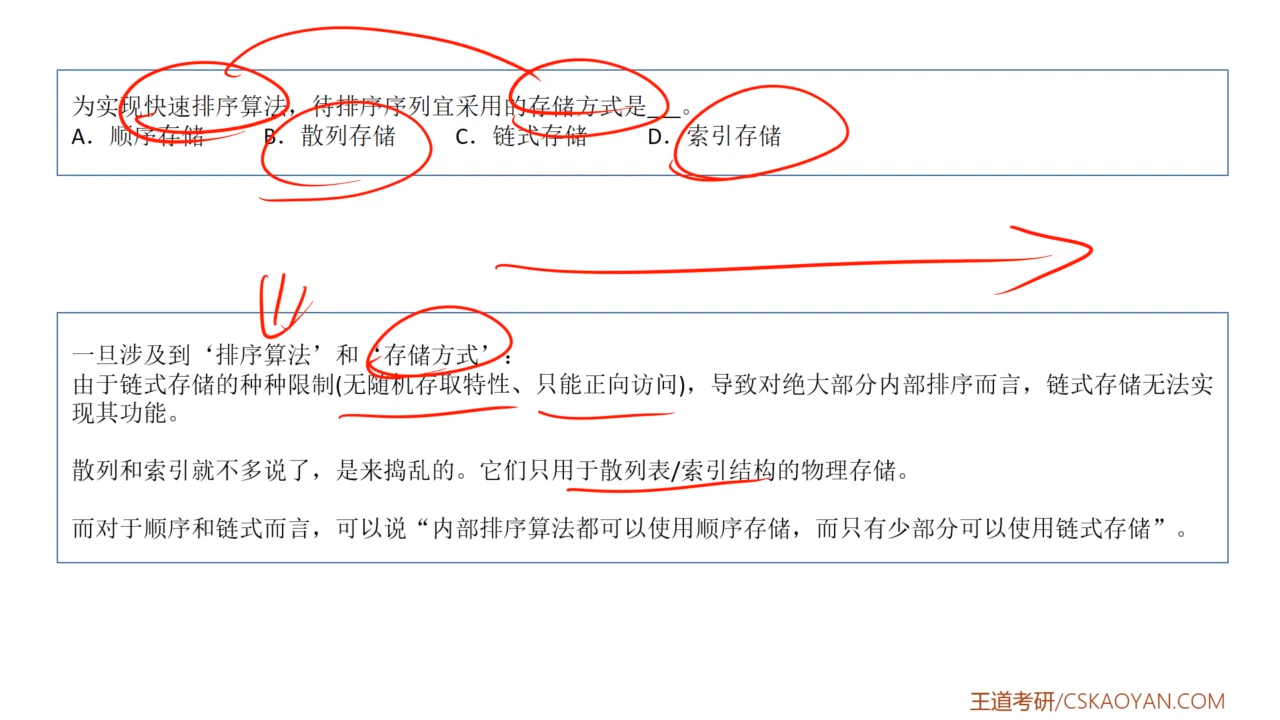 为实现快速排序算法，待排序序列宜采用的存储方式是___。
A．顺序存储 B．散列存储 C．链式存储 D．索引存储
一旦涉及到‘排序算法’和‘存储方式’：
由于链式存储的种种限制(无随机存取特性、只能正向访问)，导致对绝大部分内部排序而言，链式存储无法实
现其功能。
散列和索引就不多说了，是来捣乱的。它们只用于散列表/索引结构的物理存储。
而对于顺序和链式而言，可以说“内部排序算法都可以使用顺序存储，而只有少部分可以使用链式存储”。
王道考研/CSKAOYAN.COM